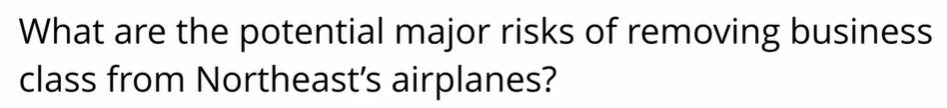 What are the potential major risks of removing business
class from Northeast’s airplanes?